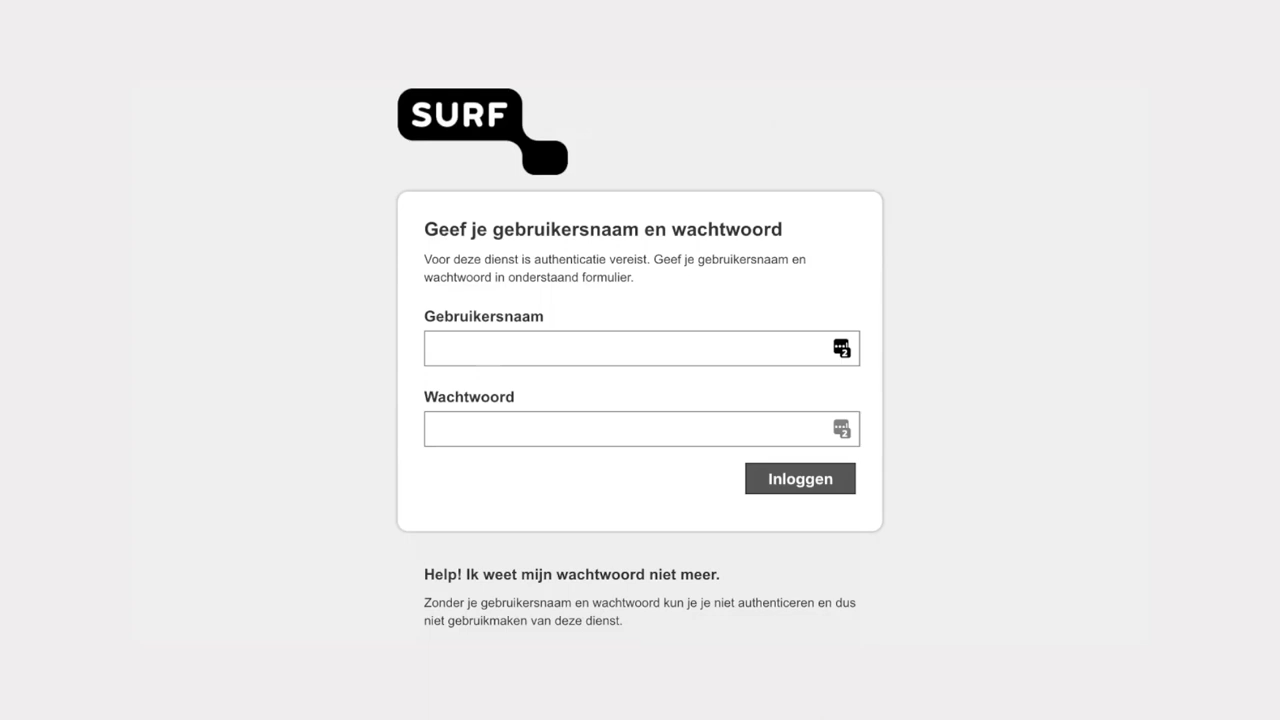 SURF
Geef je gebruikersnaam en wachtwoord
Voor deze dienst is authenticatie vereist. Geef je gebruikersnaam en
wachtwoord in onderstaand formulier.
Gebruikersnaam
2
Wachtwoord
2
Inloggen
Help! Ik weet mijn wachtwoord niet meer.
Zonder je gebruikersnaam en wachtwoord kun je je niet authenticeren en dus
niet gebruikmaken van deze dienst.